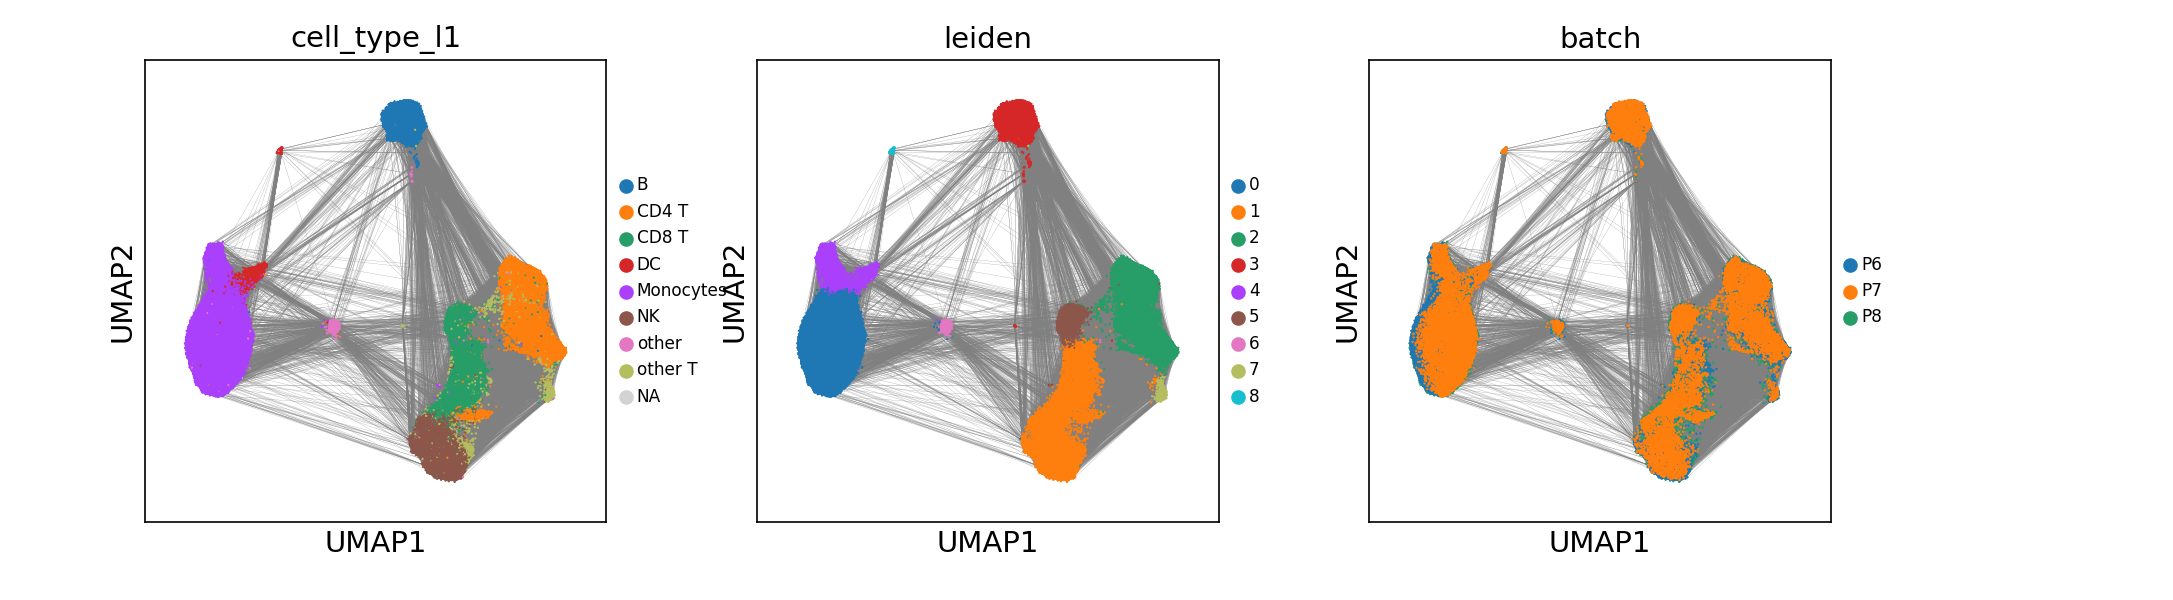 cell_type_l1
UMAP2
UMAP1
B
CD4 T
CD8 T
DC
Monocytes
NK
other
other T
NA
leiden
UMAP2
UMAP1
0
1
2
3
4
5
6
7
8
batch
UMAP2
UMAP1
P6
P7
P8